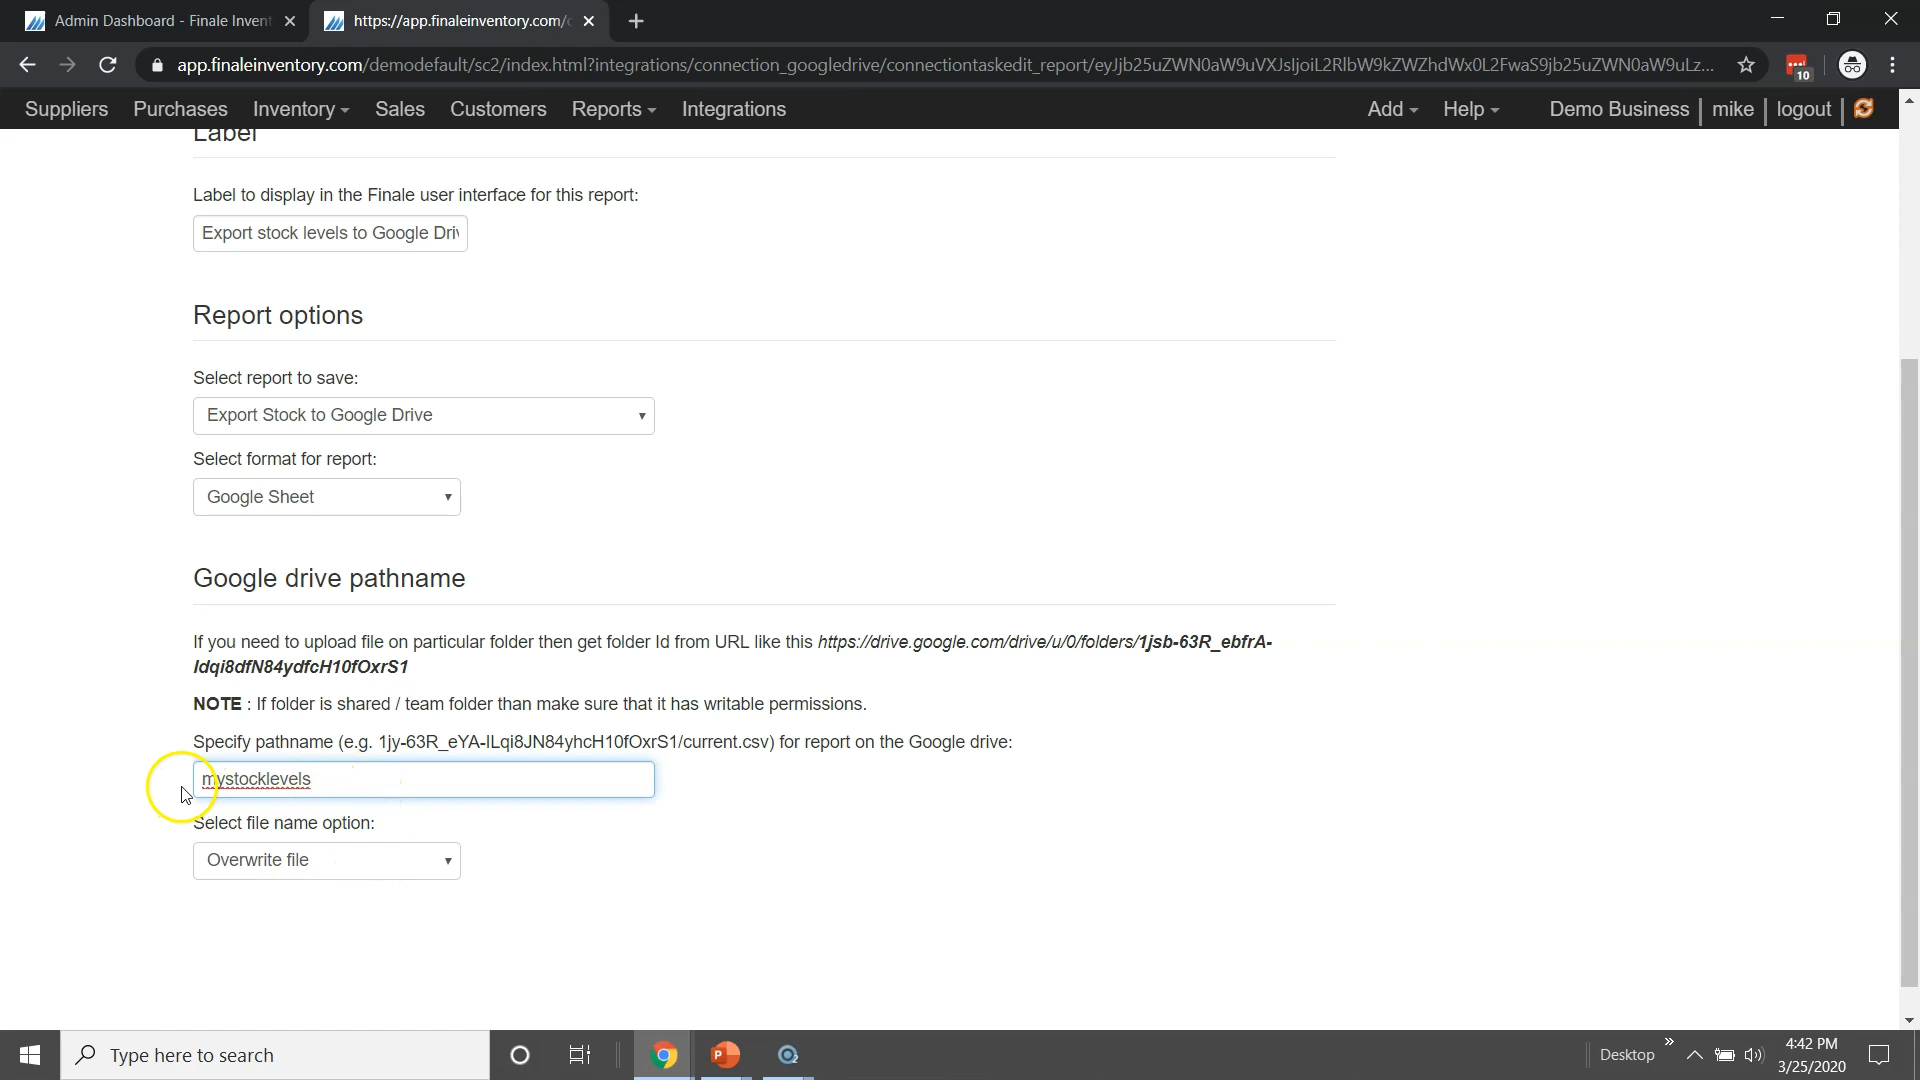 Admin Dashboard - Finale Invent
https://app.finaleinventory.com/
app.finaleinventory.com/demodefault/sc2/index.html?integrations/connection_googledrive/connectiontaskedit_report/eyJjb25uZWN0aW9uVXJsIjoiL2RlbW9kZWZhdWx0L2FwaS9jb25uZWN0aW9uLz...
10
Suppliers Purchases Inventory Sales Customers Reports Integrations Add Help Demo Business mike logout
Label
Label to display in the Finale user interface for this report:
Export stock levels to Google Driv
Report options
Select report to save:
Export Stock to Google Drive
Select format for report:
Google Sheet
Google drive pathname
If you need to upload file on particular folder then get folder Id from URL like this https://drive.google.com/drive/u/0/folders/1jsb-63R_ebfrA-
ldqi8dfN84ydfcH10fOxrS1
NOTE : If folder is shared / team folder than make sure that it has writable permissions.
Specify pathname (e.g. 1jy-63R_eYA-ILqi8JN84yhcH10fOxrS1/current.csv) for report on the Google drive:
mystocklevels
Select file name option:
Overwrite file
Type here to search
Desktop
4:42 PM
3/25/2020